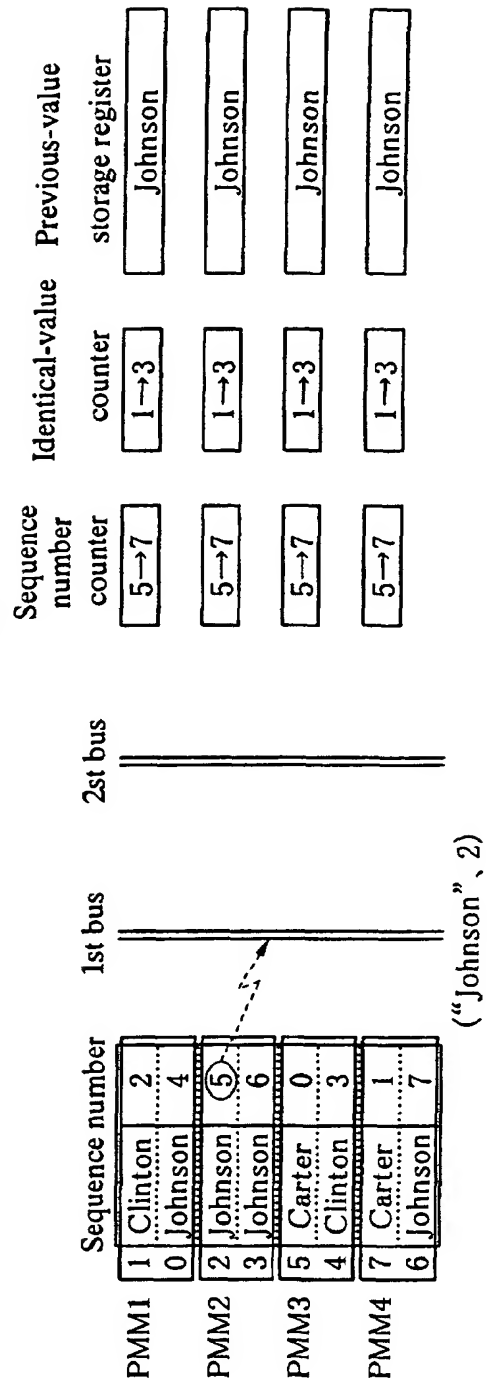 Sequence number
1st bus
2st bus
Sequence
number
counter
Identical-value
counter
Previous-value
storage register
PMM1
1 Clinton 2
0 Johnson 4
5→7
1→3
Johnson
PMM2
2 Johnson 5
3 Johnson 6
5→7
1→3
Johnson
PMM3
5 Carter 0
4 Clinton 3
5→7
1→3
Johnson
PMM4
7 Carter 1
6 Johnson 7
5→7
1→3
Johnson
(“Johnson”、2)